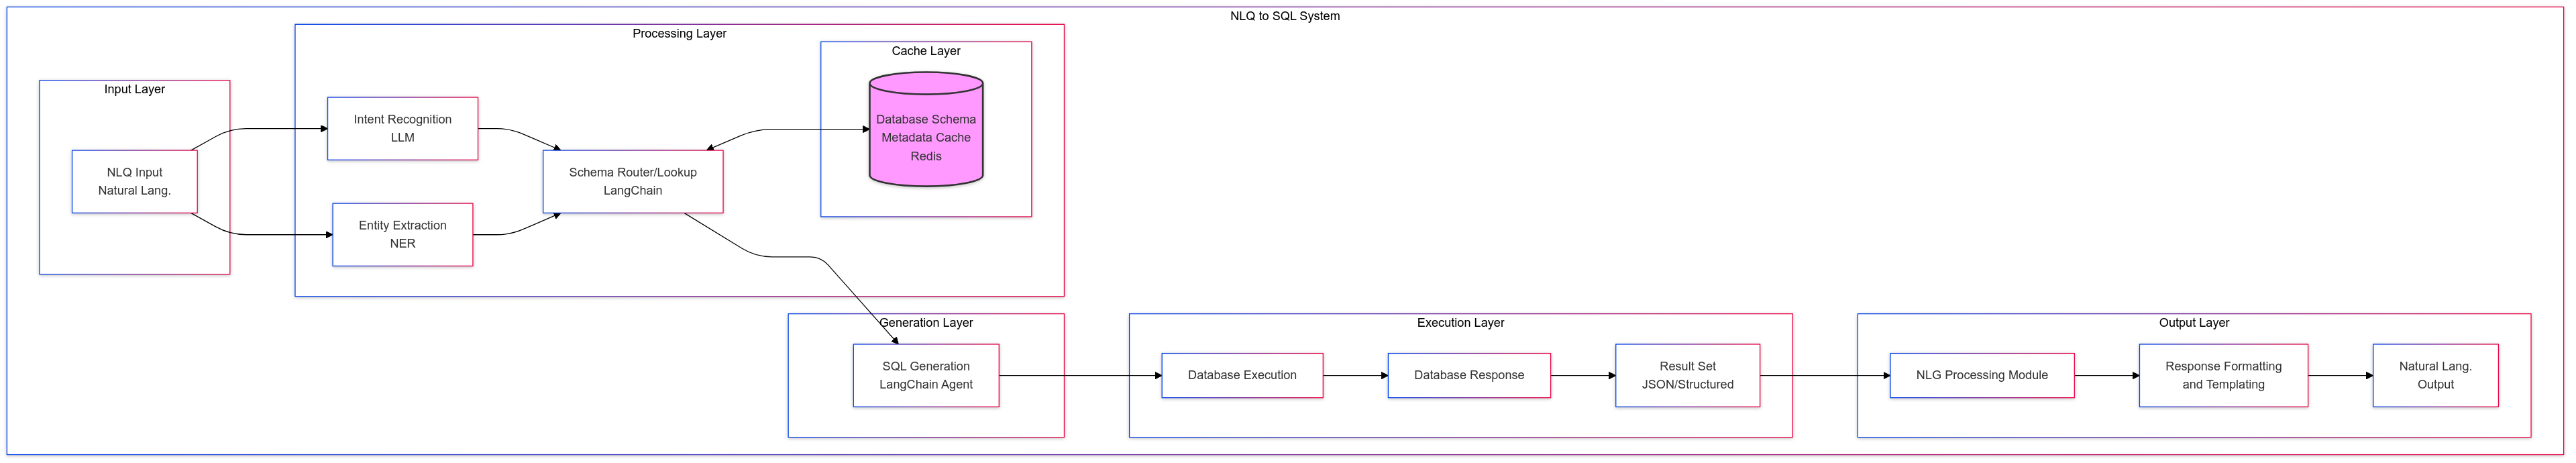 NLQ to SQL System
Processing Layer
Cache Layer
Input Layer
Intent Recognition
LLM
Database Schema
Metadata Cache
Redis
NLQ Input
Natural Lang.
Schema Router/Lookup
LangChain
Entity Extraction
NER
Generation Layer
SQL Generation
LangChain Agent
Execution Layer
Database Execution
Database Response
Result Set
JSON/Structured
Output Layer
NLG Processing Module
Response Formatting
and Templating
Natural Lang.
Output